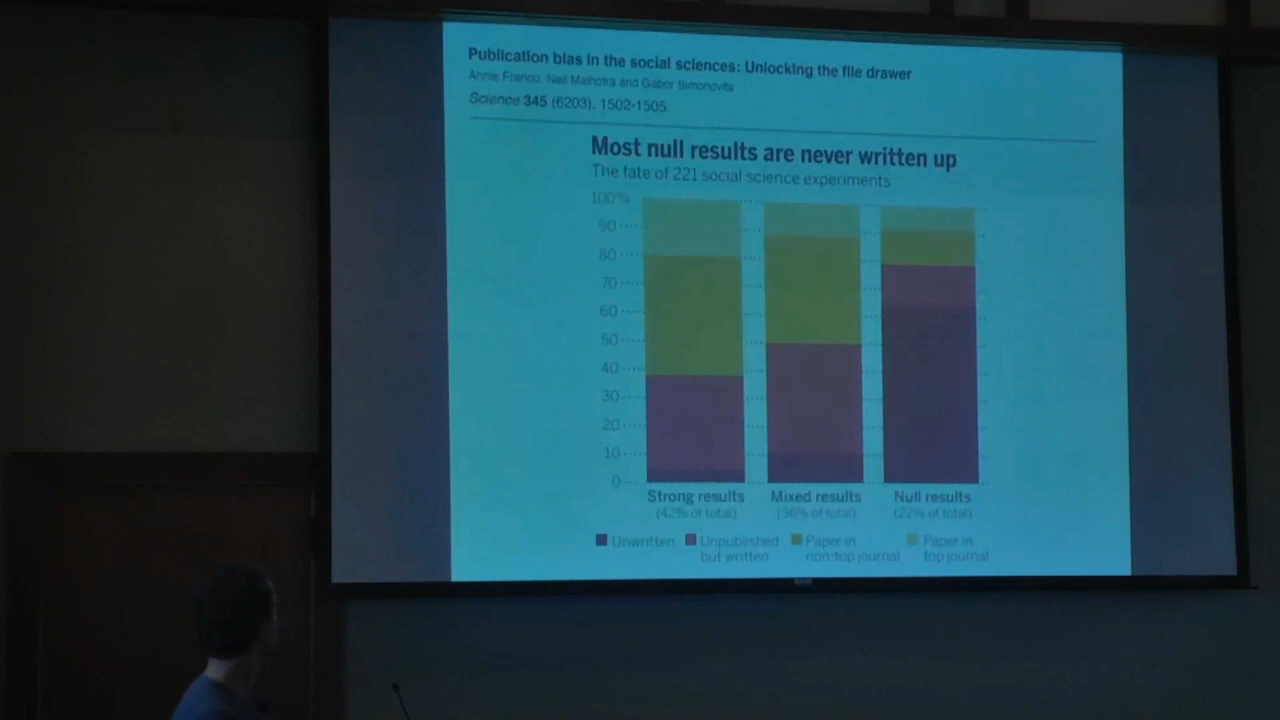 Publication bias in the social sciences: Unlocking the file drawer
Annie Franco, Neil Malhotra and Gabor Simonovits
Science 345 (6203), 1502-1505.
Most null results are never written up
The fate of 221 social science experiments
100%
90
80
70
60
50
40
30
20
10
0
Strong results Mixed results Null results
(42% of total) (36% of total) (22% of total)
Unwritten Unpublished Paper in Paper in
but written non-top journal top journal